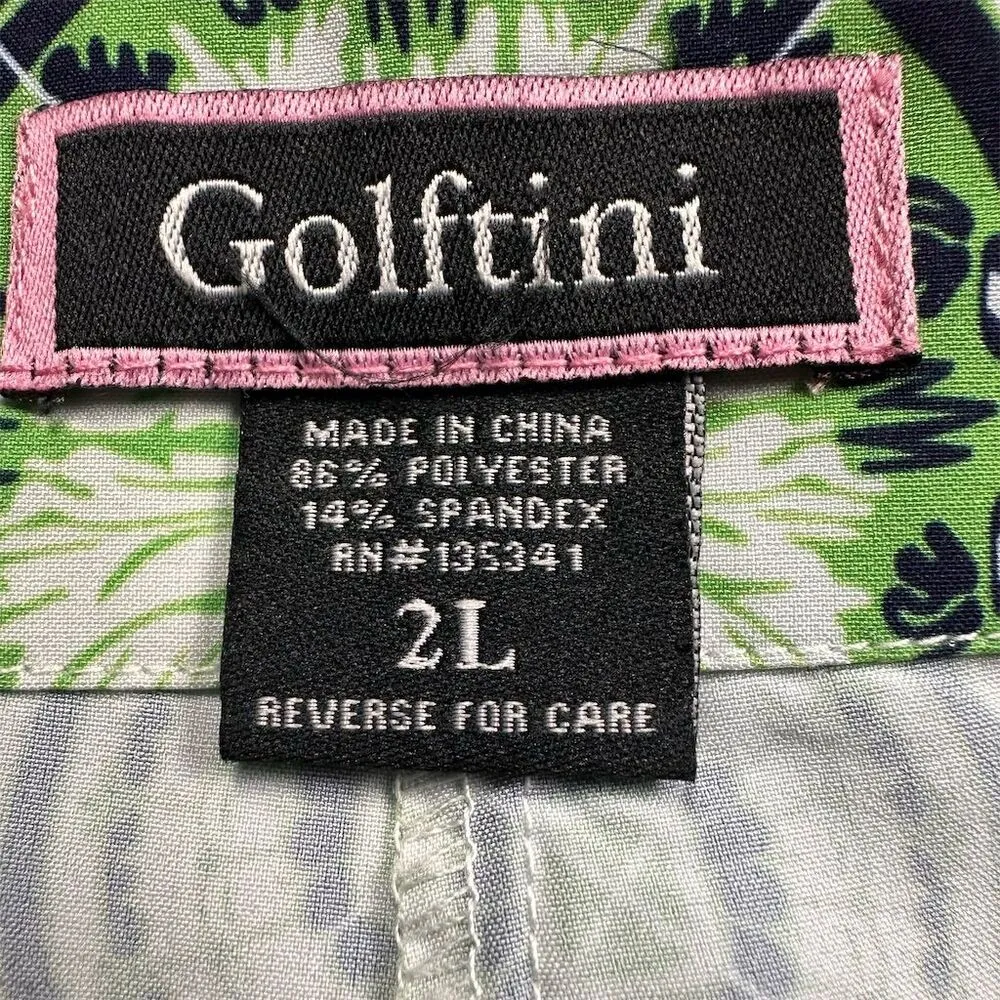 Golftini
MADE IN CHINA
86% POLYESTER
14% SPANDEX
RN#135341
2L
REVERSE FOR CARE